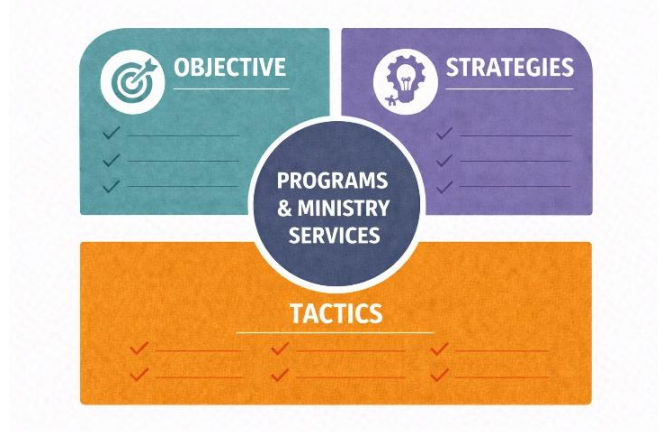 OBJECTIVE
STRATEGIES
PROGRAMS
& MINISTRY
SERVICES
TACTICS